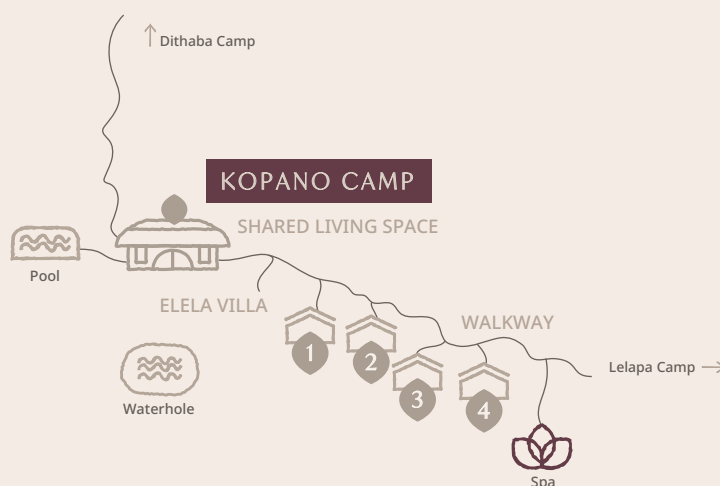 Dithaba Camp
KOPANO CAMP
SHARED LIVING SPACE
Pool
ELELA VILLA
WALKWAY
1
2
3
4
Lelapa Camp
Waterhole
Spa